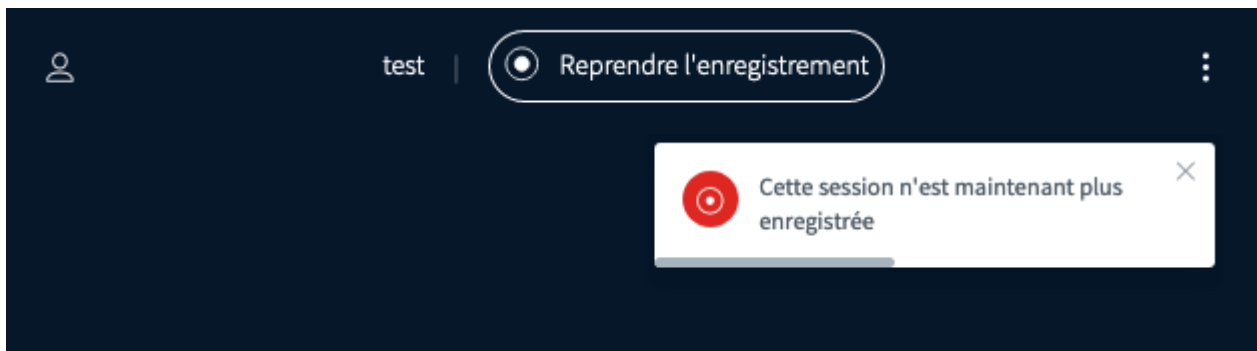 test | Reprendre l'enregistrement
Cette session n'est maintenant plus
enregistrée